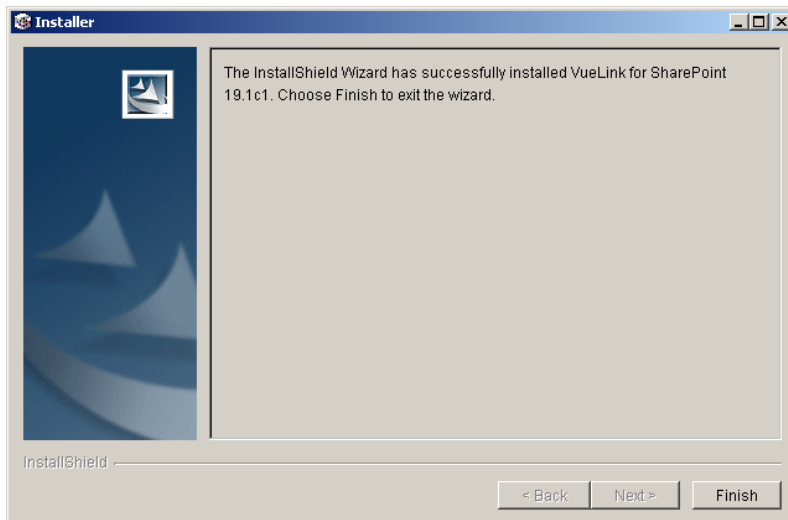 Installer
The InstallShield Wizard has successfully installed VueLink for SharePoint
19.1c1. Choose Finish to exit the wizard.
InstallShield
< Back
Next >
Finish